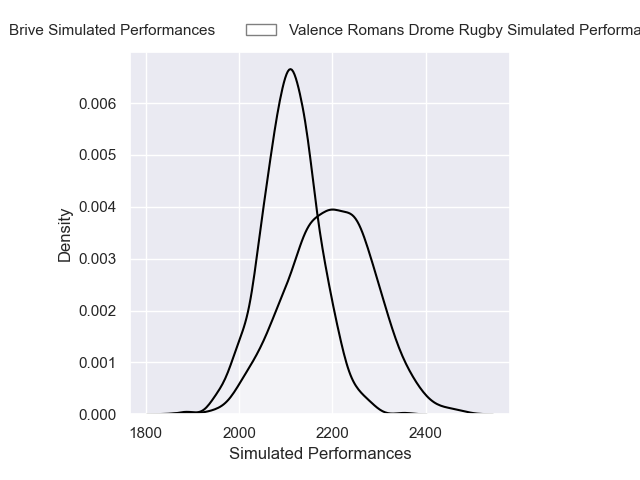 Brive Simulated Performances
Valence Romans Drome Rugby Simulated Performa
0.006
0.005
0.004
0.003
0.002
0.001
0.000
Density
1800 2000 2200 2400
Simulated Performances